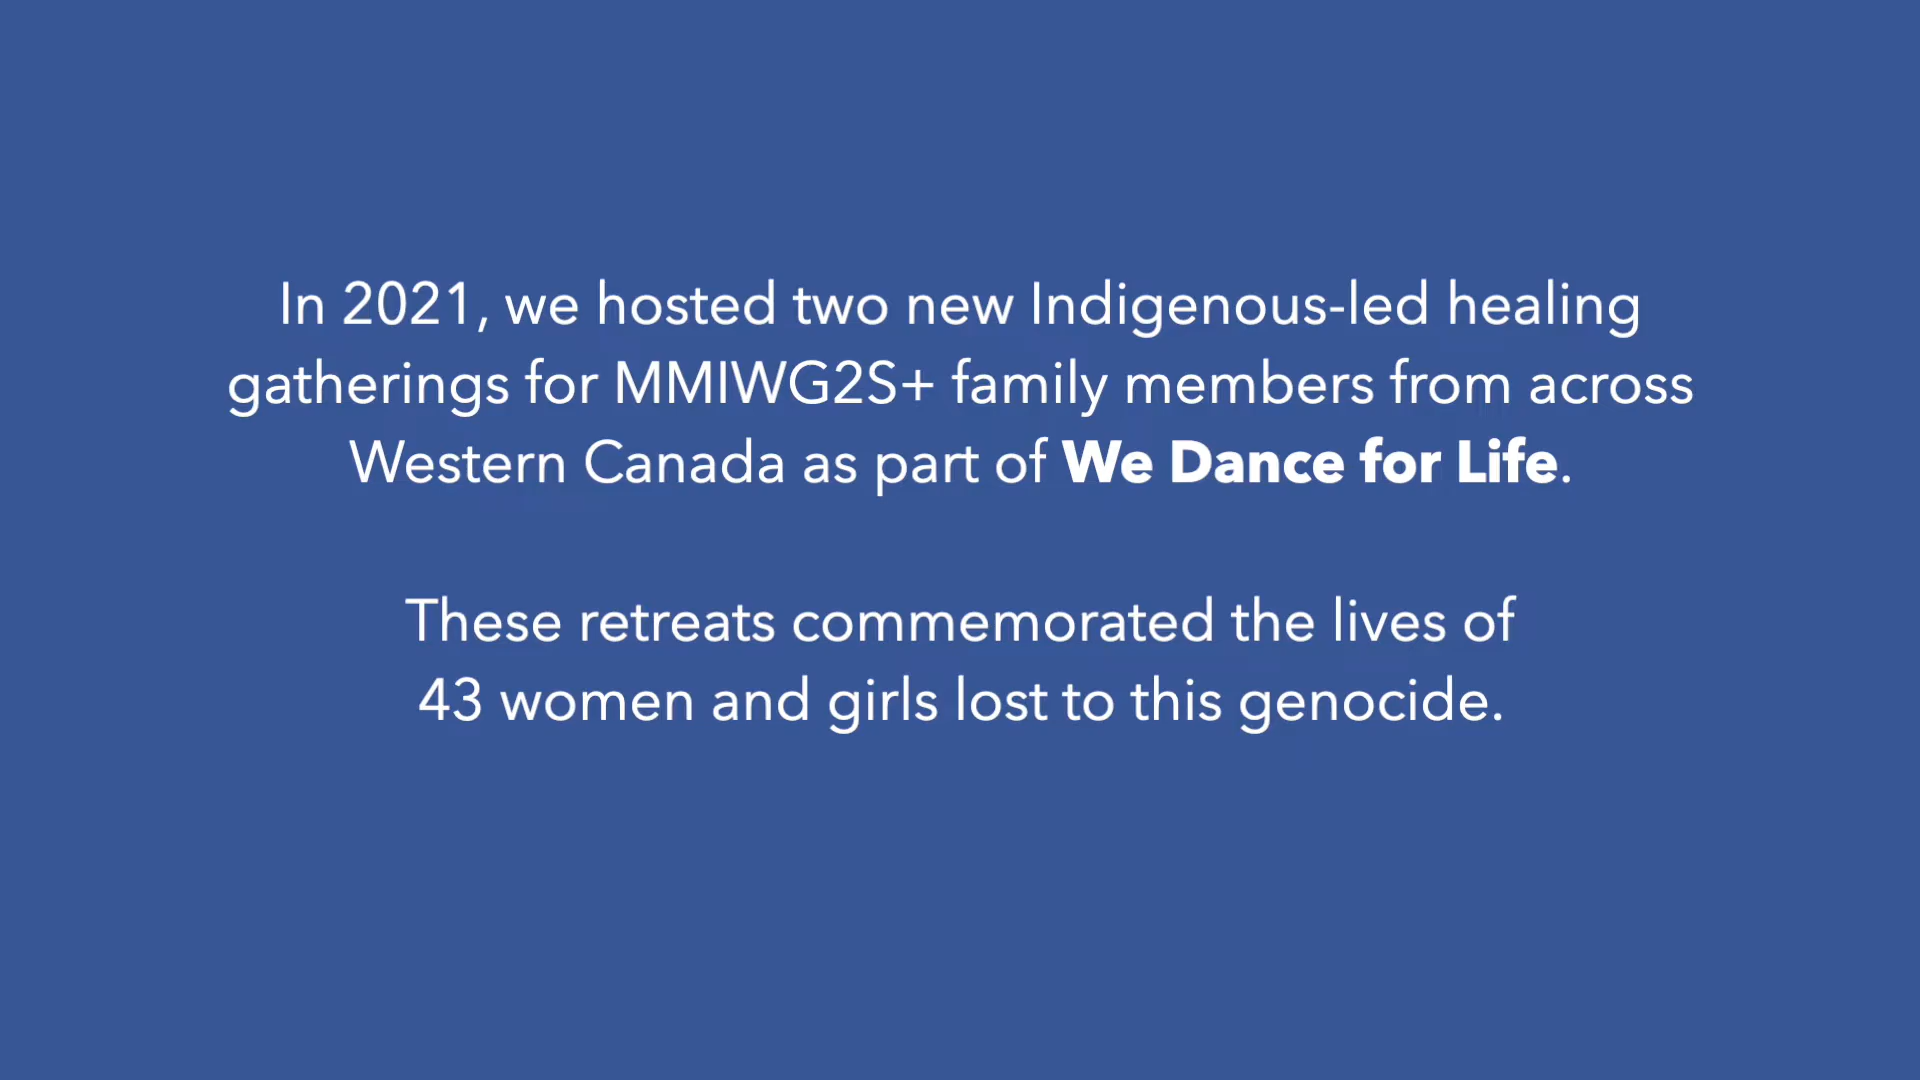 In 2021, we hosted two new Indigenous-led healing
gatherings for MMIWG2S+ family members from across
Western Canada as part of We Dance for Life.
These retreats commemorated the lives of
43 women and girls lost to this genocide.